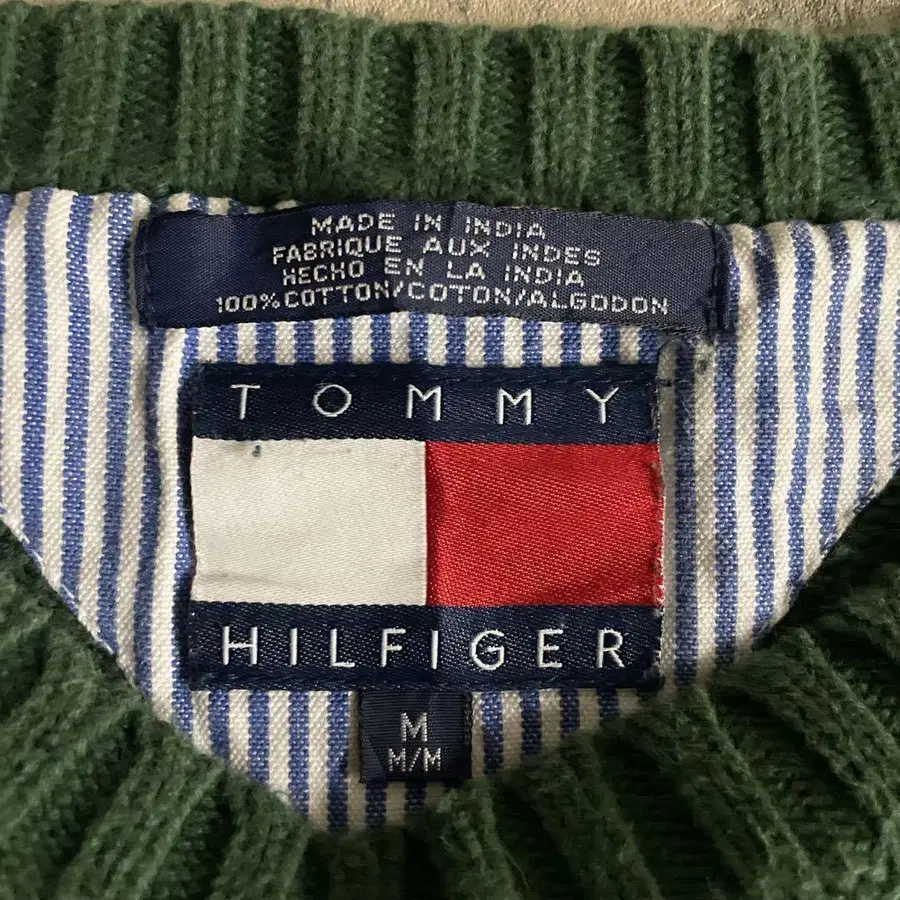 MADE IN INDIA
FABRIQUE AUX INDES
HECHO EN LA INDIA
100% COTTON/COTON/ALGODON
TOMMY
HILFIGER
M
M/M